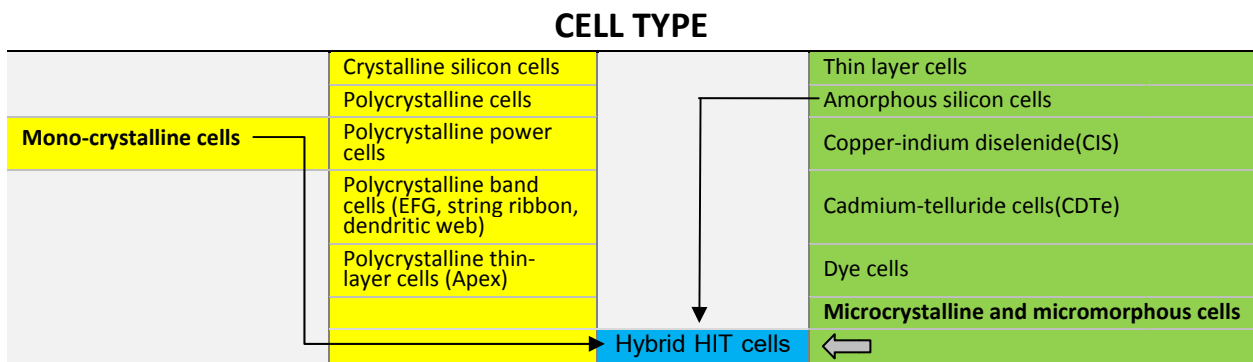 CELL TYPE
Crystalline silicon cells
Thin layer cells
Polycrystalline cells
Amorphous silicon cells
Mono-crystalline cells
Polycrystalline power
cells
Copper-indium diselenide(CIS)
Polycrystalline band
cells (EFG, string ribbon,
dendritic web)
Cadmium-telluride cells(CDTe)
Polycrystalline thin-
layer cells (Apex)
Dye cells
Microcrystalline and micromorphous cells
Hybrid HIT cells